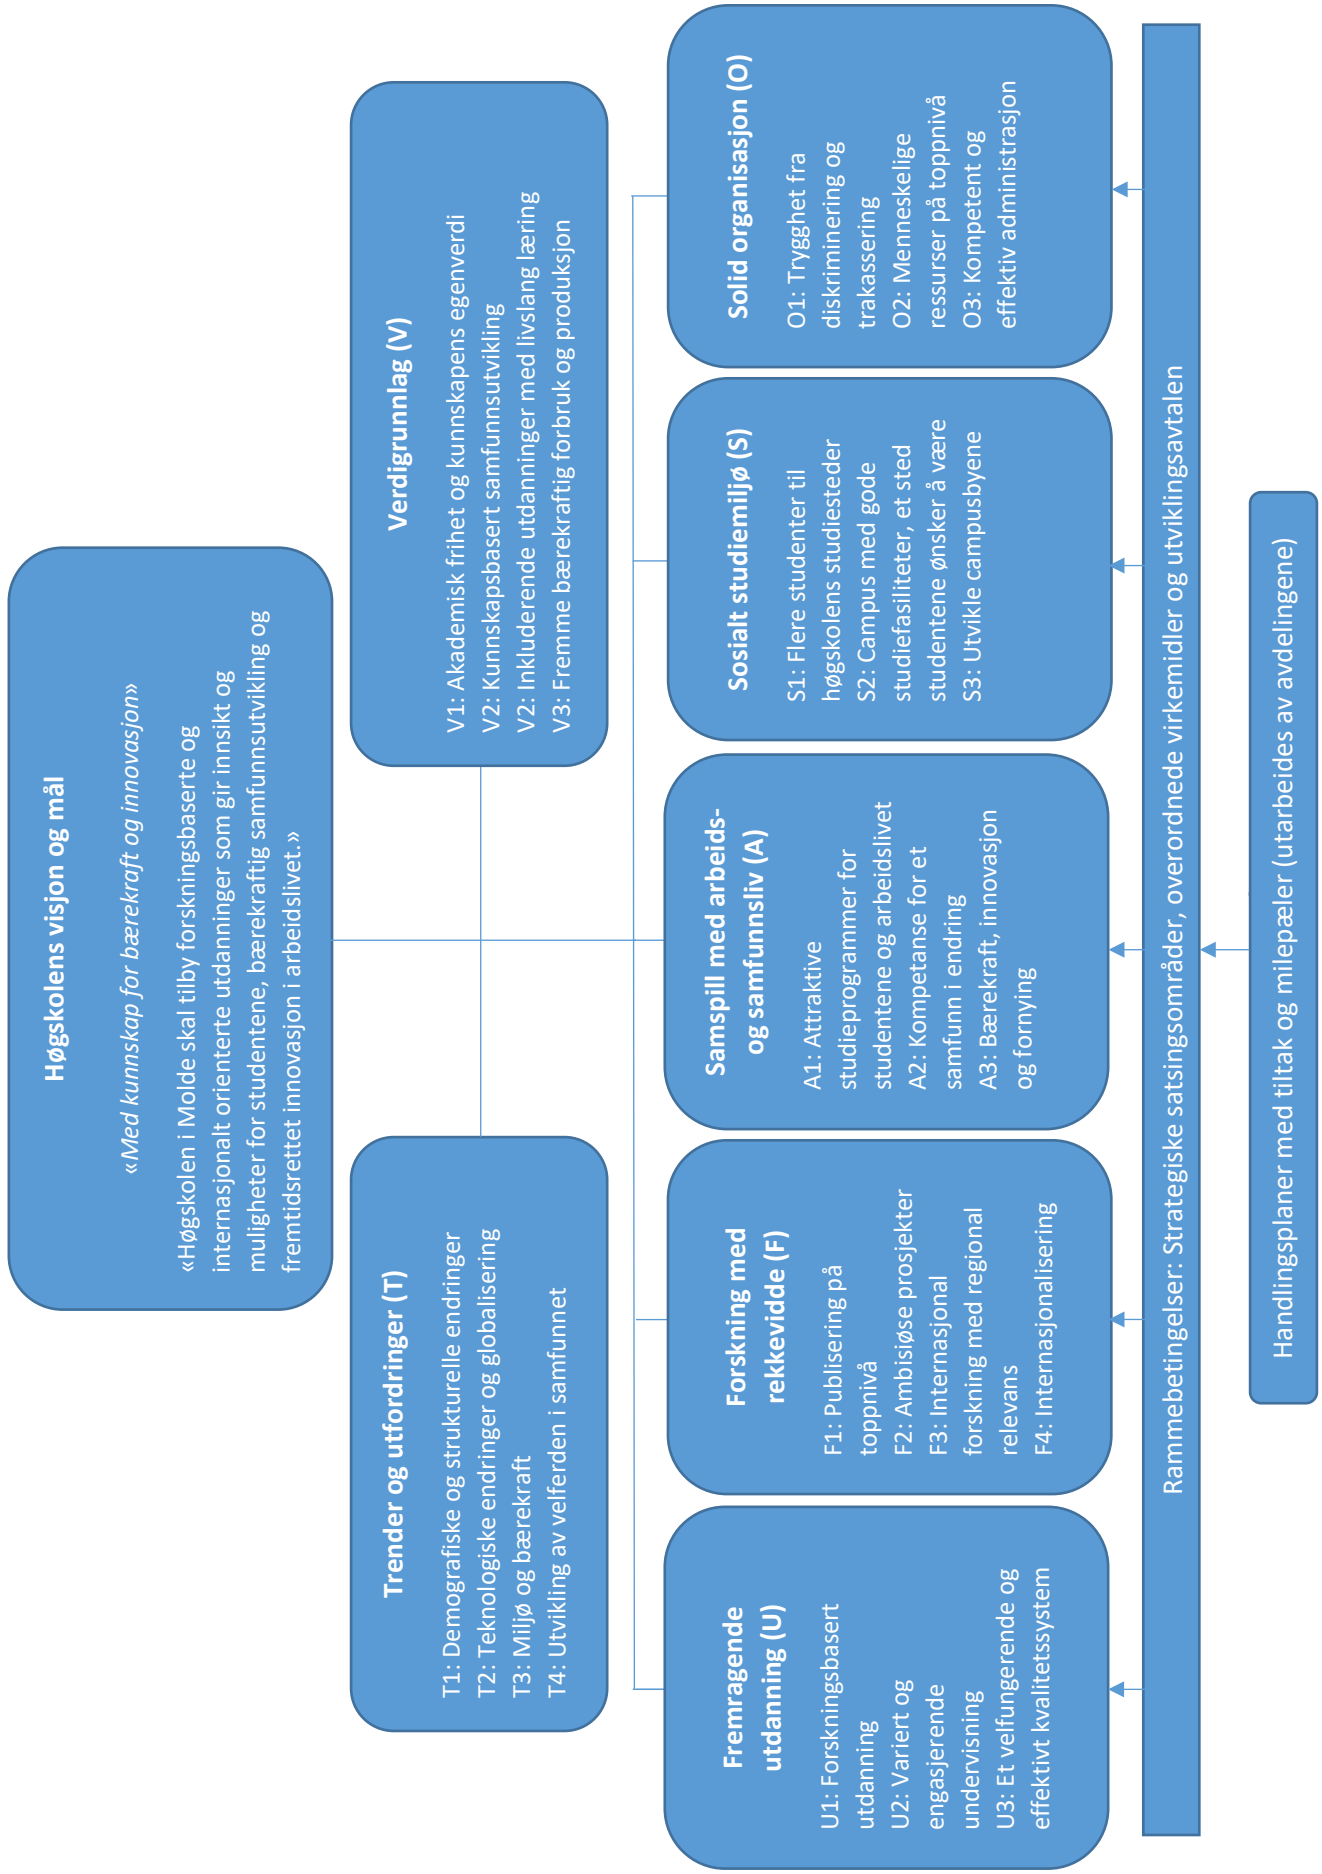 Høgskolens visjon og mål
«Med kunnskap for bærekraft og innovasjon»
«Høgskolen i Molde skal tilby forskningsbaserte og
internasjonalt orienterte utdanninger som gir innsikt og
muligheter for studentene, bærekraftig samfunnsutvikling og
fremtidsrettet innovasjon i arbeidslivet.»
Trender og utfordringer (T)
T1: Demografiske og strukturelle endringer
T2: Teknologiske endringer og globalisering
T3: Miljø og bærekraft
T4: Utvikling av velferden i samfunnet
Verdigrunnlag (V)
V1: Akademisk frihet og kunnskapens egenverdi
V2: Kunnskapsbasert samfunnsutvikling
V2: Inkluderende utdanninger med livslang læring
V3: Fremme bærekraftig forbruk og produksjon
Fremragende
utdanning (U)
U1: Forskningsbasert
utdanning
U2: Variert og
engasjerende
undervisning
U3: Et velfungerende og
effektivt kvalitetssystem
Forskning med
rekkevidde (F)
F1: Publisering på
toppnivå
F2: Ambisiøse prosjekter
F3: Internasjonal
forskning med regional
relevans
F4: Internasjonalisering
Samspill med arbeids-
og samfunnsliv (A)
A1: Attraktive
studieprogrammer for
studentene og arbeidslivet
A2: Kompetanse for et
samfunn i endring
A3: Bærekraft, innovasjon
og fornying
Sosialt studiemiljø (S)
S1: Flere studenter til
høgskolens studiesteder
S2: Campus med gode
studiefasiliteter, et sted
studentene ønsker å være
S3: Utvikle campusbyene
Solid organisasjon (O)
O1: Trygghet fra
diskriminering og
trakassering
O2: Menneskelige
ressurser på toppnivå
O3: Kompetent og
effektiv administrasjon
Rammebetingelser: Strategiske satsingsområder, overordnede virkemidler og utviklingsavtalen
Handlingsplaner med tiltak og milepæler (utarbeides av avdelingene)